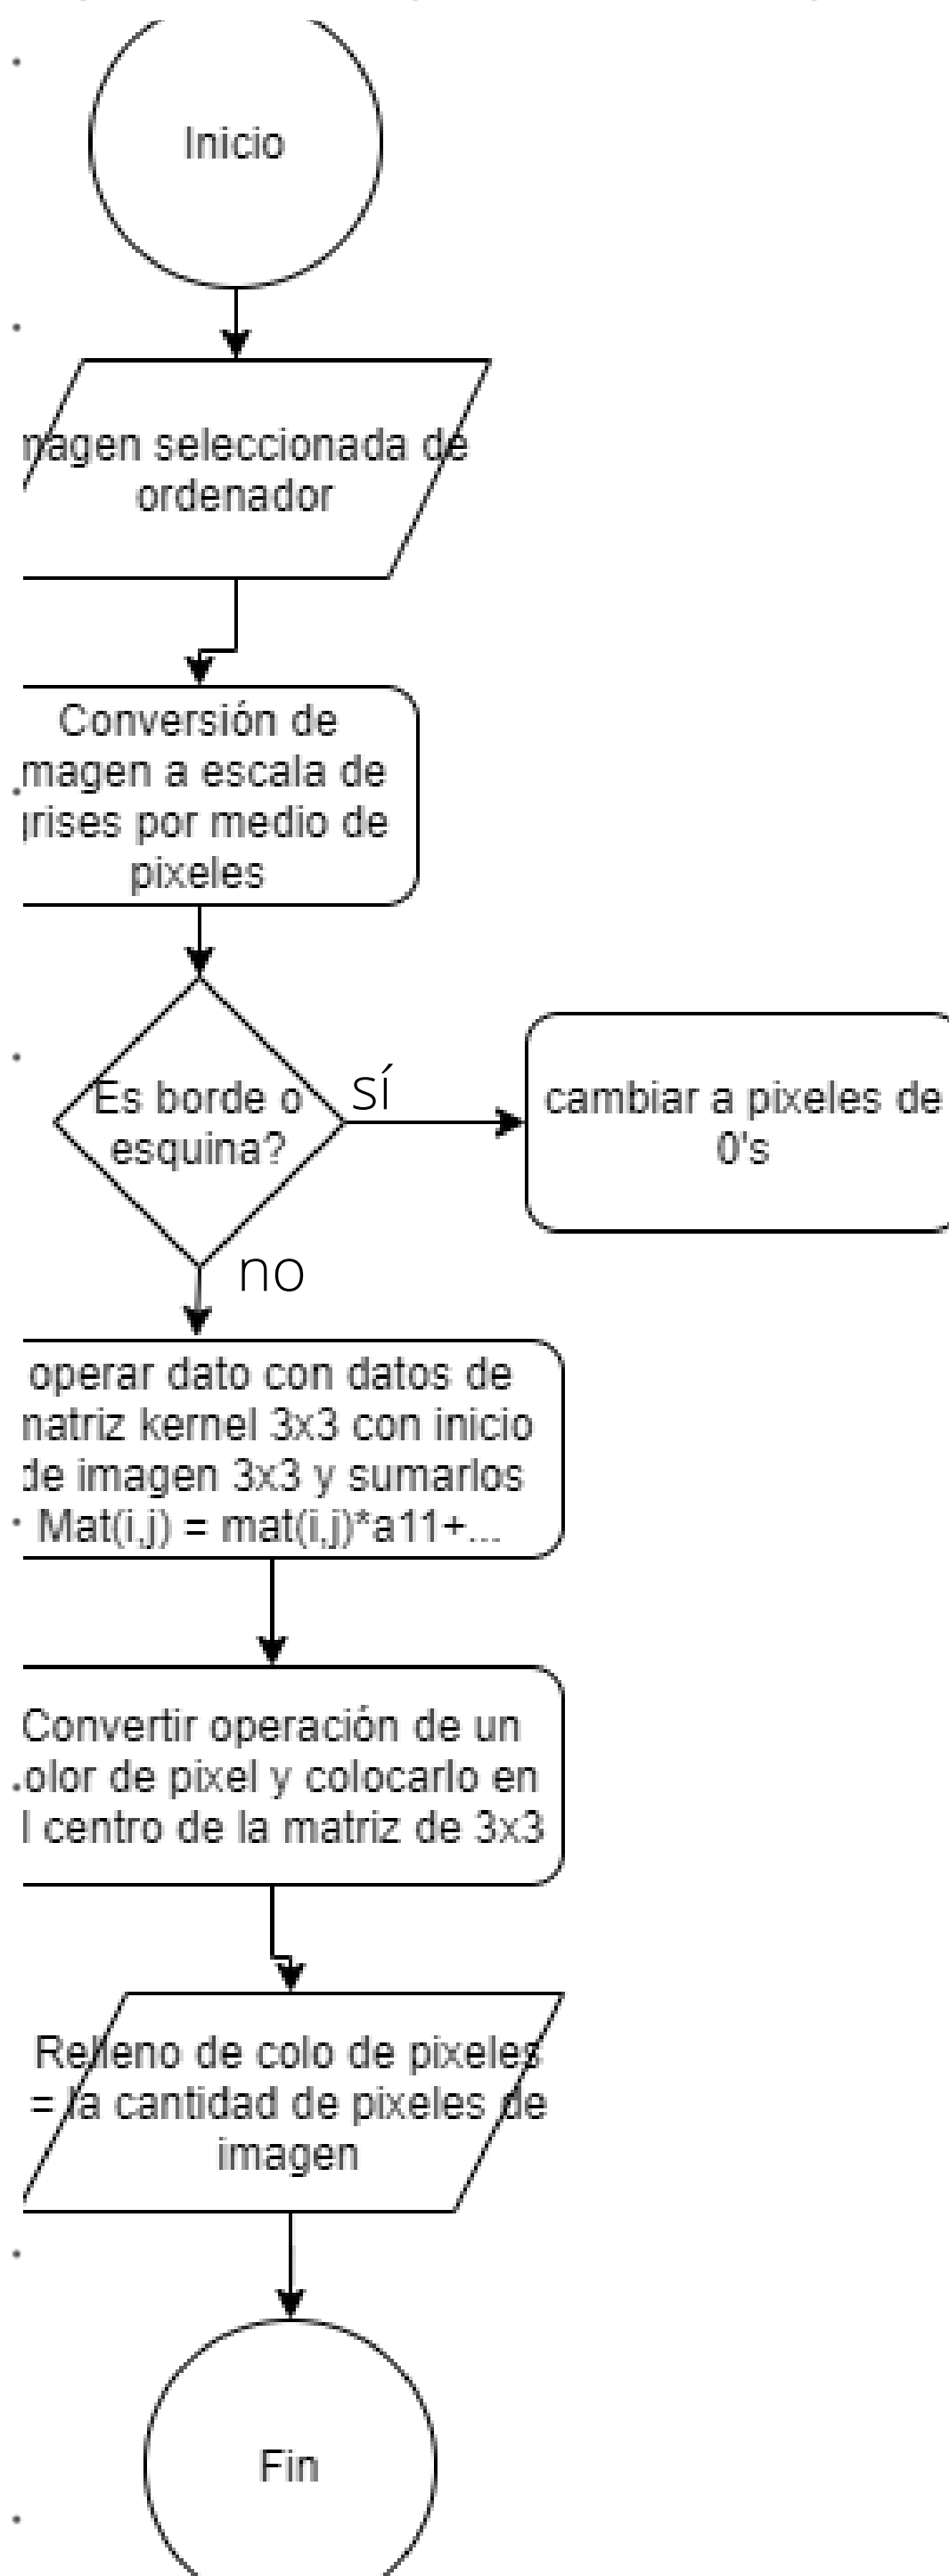 Inicio
magen seleccionada de
ordenador
Conversión de
magen a escala de
rises por medio de
pixeles
Es borde o
esquina?
sí
cambiar a pixeles de
0's
no
operar dato con datos de
matriz kernel 3x3 con inicio
de imagen 3x3 y sumarlos
Mat(i,j) = mat(i,j)*a11+...
Convertir operación de un
olor de pixel y colocarlo en
l centro de la matriz de 3x3
Relleno de colo de pixeles
= la cantidad de pixeles de
imagen
Fin